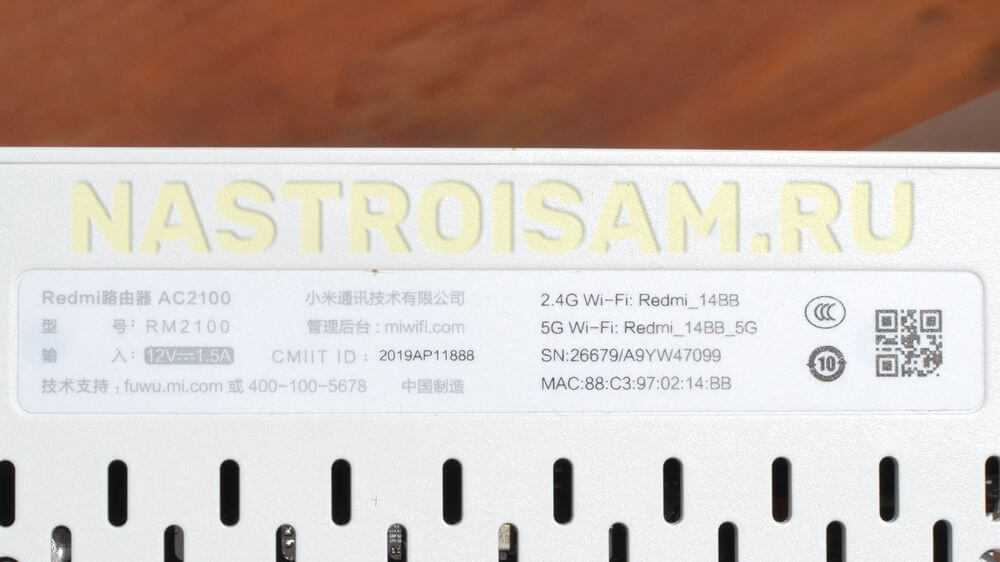 NASTROISAM.RU
Redmi路由器 AC2100 小米通讯技术有限公司
型 号: RM2100 管理后台 : miwifi.com
输 入: 12V⎓1.5A CMIIT ID : 2019AP11888
技术支持 : fuwu.mi.com 或 400-100-5678 中国制造
2.4G Wi-Fi: Redmi_14BB
5G Wi-Fi: Redmi_14BB_5G
SN:26679/A9YW47099
MAC:88:C3:97:02:14:BB
CCC
10